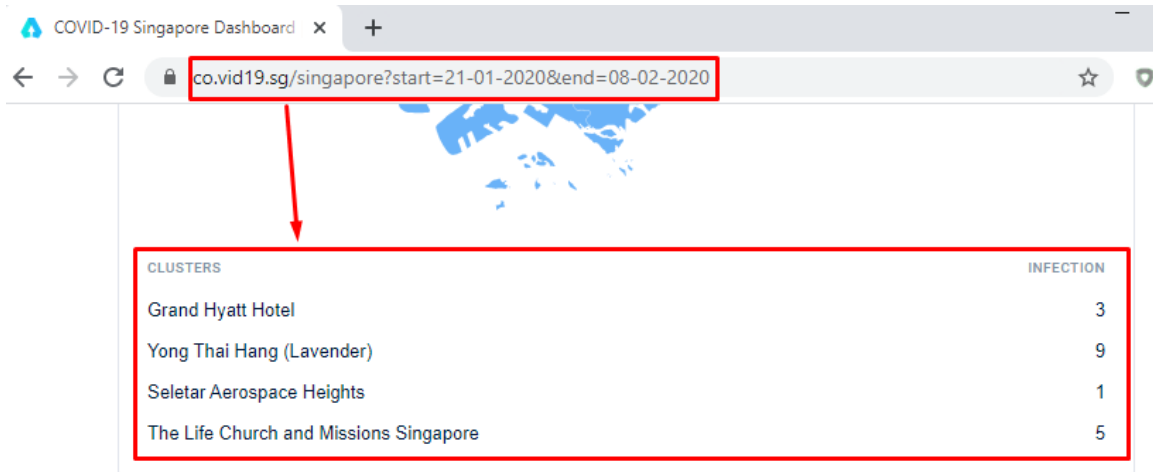 COVID-19 Singapore Dashboard
co.vid19.sg/singapore?start=21-01-2020&end=08-02-2020
CLUSTERS INFECTION
Grand Hyatt Hotel 3
Yong Thai Hang (Lavender) 9
Seletar Aerospace Heights 1
The Life Church and Missions Singapore 5